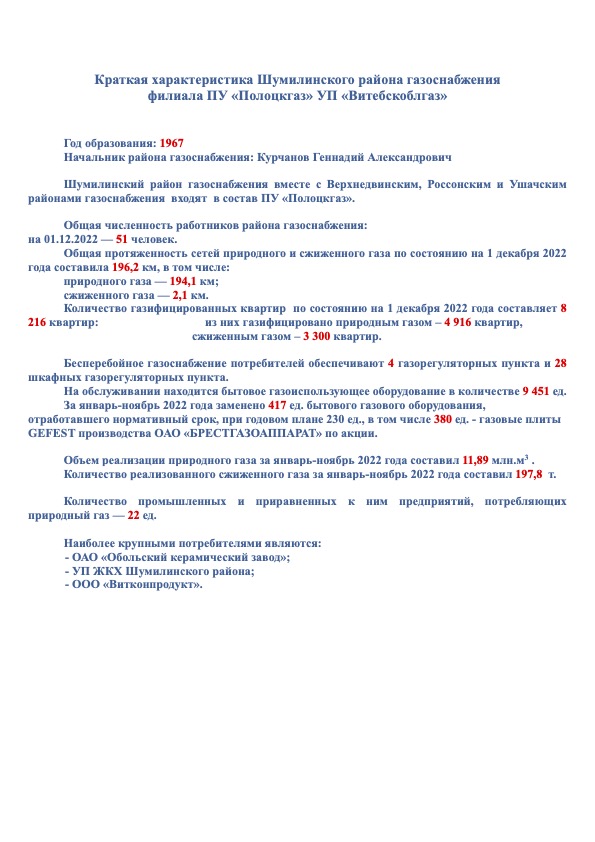 Краткая характеристика Шумилинского района газоснабжения
филиала ПУ «Полоцкгаз» УП «Витебскоблгаз»
Год образования: 1967
Начальник района газоснабжения: Курчанов Геннадий Александрович
Шумилинский район газоснабжения вместе с Верхнедвинским, Россонским и Ушачским
районами газоснабжения входят в состав ПУ «Полоцкгаз».
Общая численность работников района газоснабжения:
на 01.12.2022 — 51 человек.
Общая протяженность сетей природного и сжиженного газа по состоянию на 1 декабря 2022
года составила 196,2 км, в том числе:
природного газа — 194,1 км;
сжиженного газа — 2,1 км.
Количество газифицированных квартир по состоянию на 1 декабря 2022 года составляет 8
216 квартир: из них газифицировано природным газом – 4 916 квартир,
сжиженным газом – 3 300 квартир.
Бесперебойное газоснабжение потребителей обеспечивают 4 газорегуляторных пункта и 28
шкафных газорегуляторных пункта.
На обслуживании находится бытовое газоиспользующее оборудование в количестве 9 451 ед.
За январь-ноябрь 2022 года заменено 417 ед. бытового газового оборудования,
отработавшего нормативный срок, при годовом плане 230 ед., в том числе 380 ед. - газовые плиты
GEFEST производства ОАО «БРЕСТГАЗОАППАРАТ» по акции.
Объем реализации природного газа за январь-ноябрь 2022 года составил 11,89 млн.м³ .
Количество реализованного сжиженного газа за январь-ноябрь 2022 года составил 197,8 т.
Количество промышленных и приравненных к ним предприятий, потребляющих
природный газ — 22 ед.
Наиболее крупными потребителями являются:
- ОАО «Обольский керамический завод»;
- УП ЖКХ Шумилинского района;
- ООО «Витконпродукт».